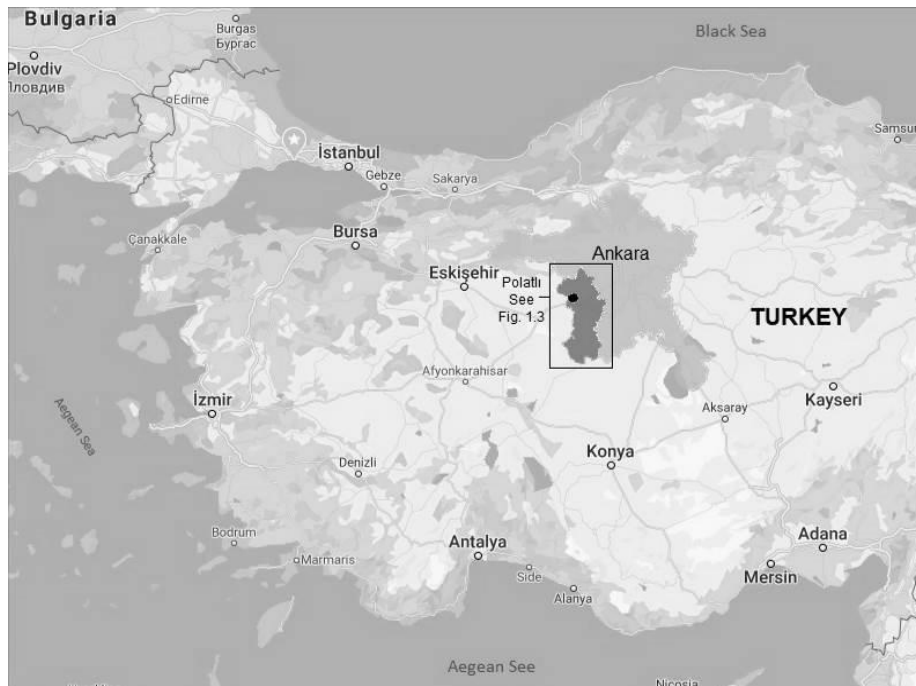 Bulgaria
Burgas
Бургас
Black Sea
Plovdiv
Пловдив
Edirne
İstanbul
Samsun
Gebze
Sakarya
Çanakkale
Bursa
Ankara
Eskişehir
Polatlı
See
Fig. 1.3
TURKEY
Afyonkarahisar
İzmir
Aegean Sea
Aksaray
Kayseri
Denizli
Konya
Bodrum
Marmaris
Antalya
Side
Alanya
Adana
Mersin
Aegean See
Nicosia